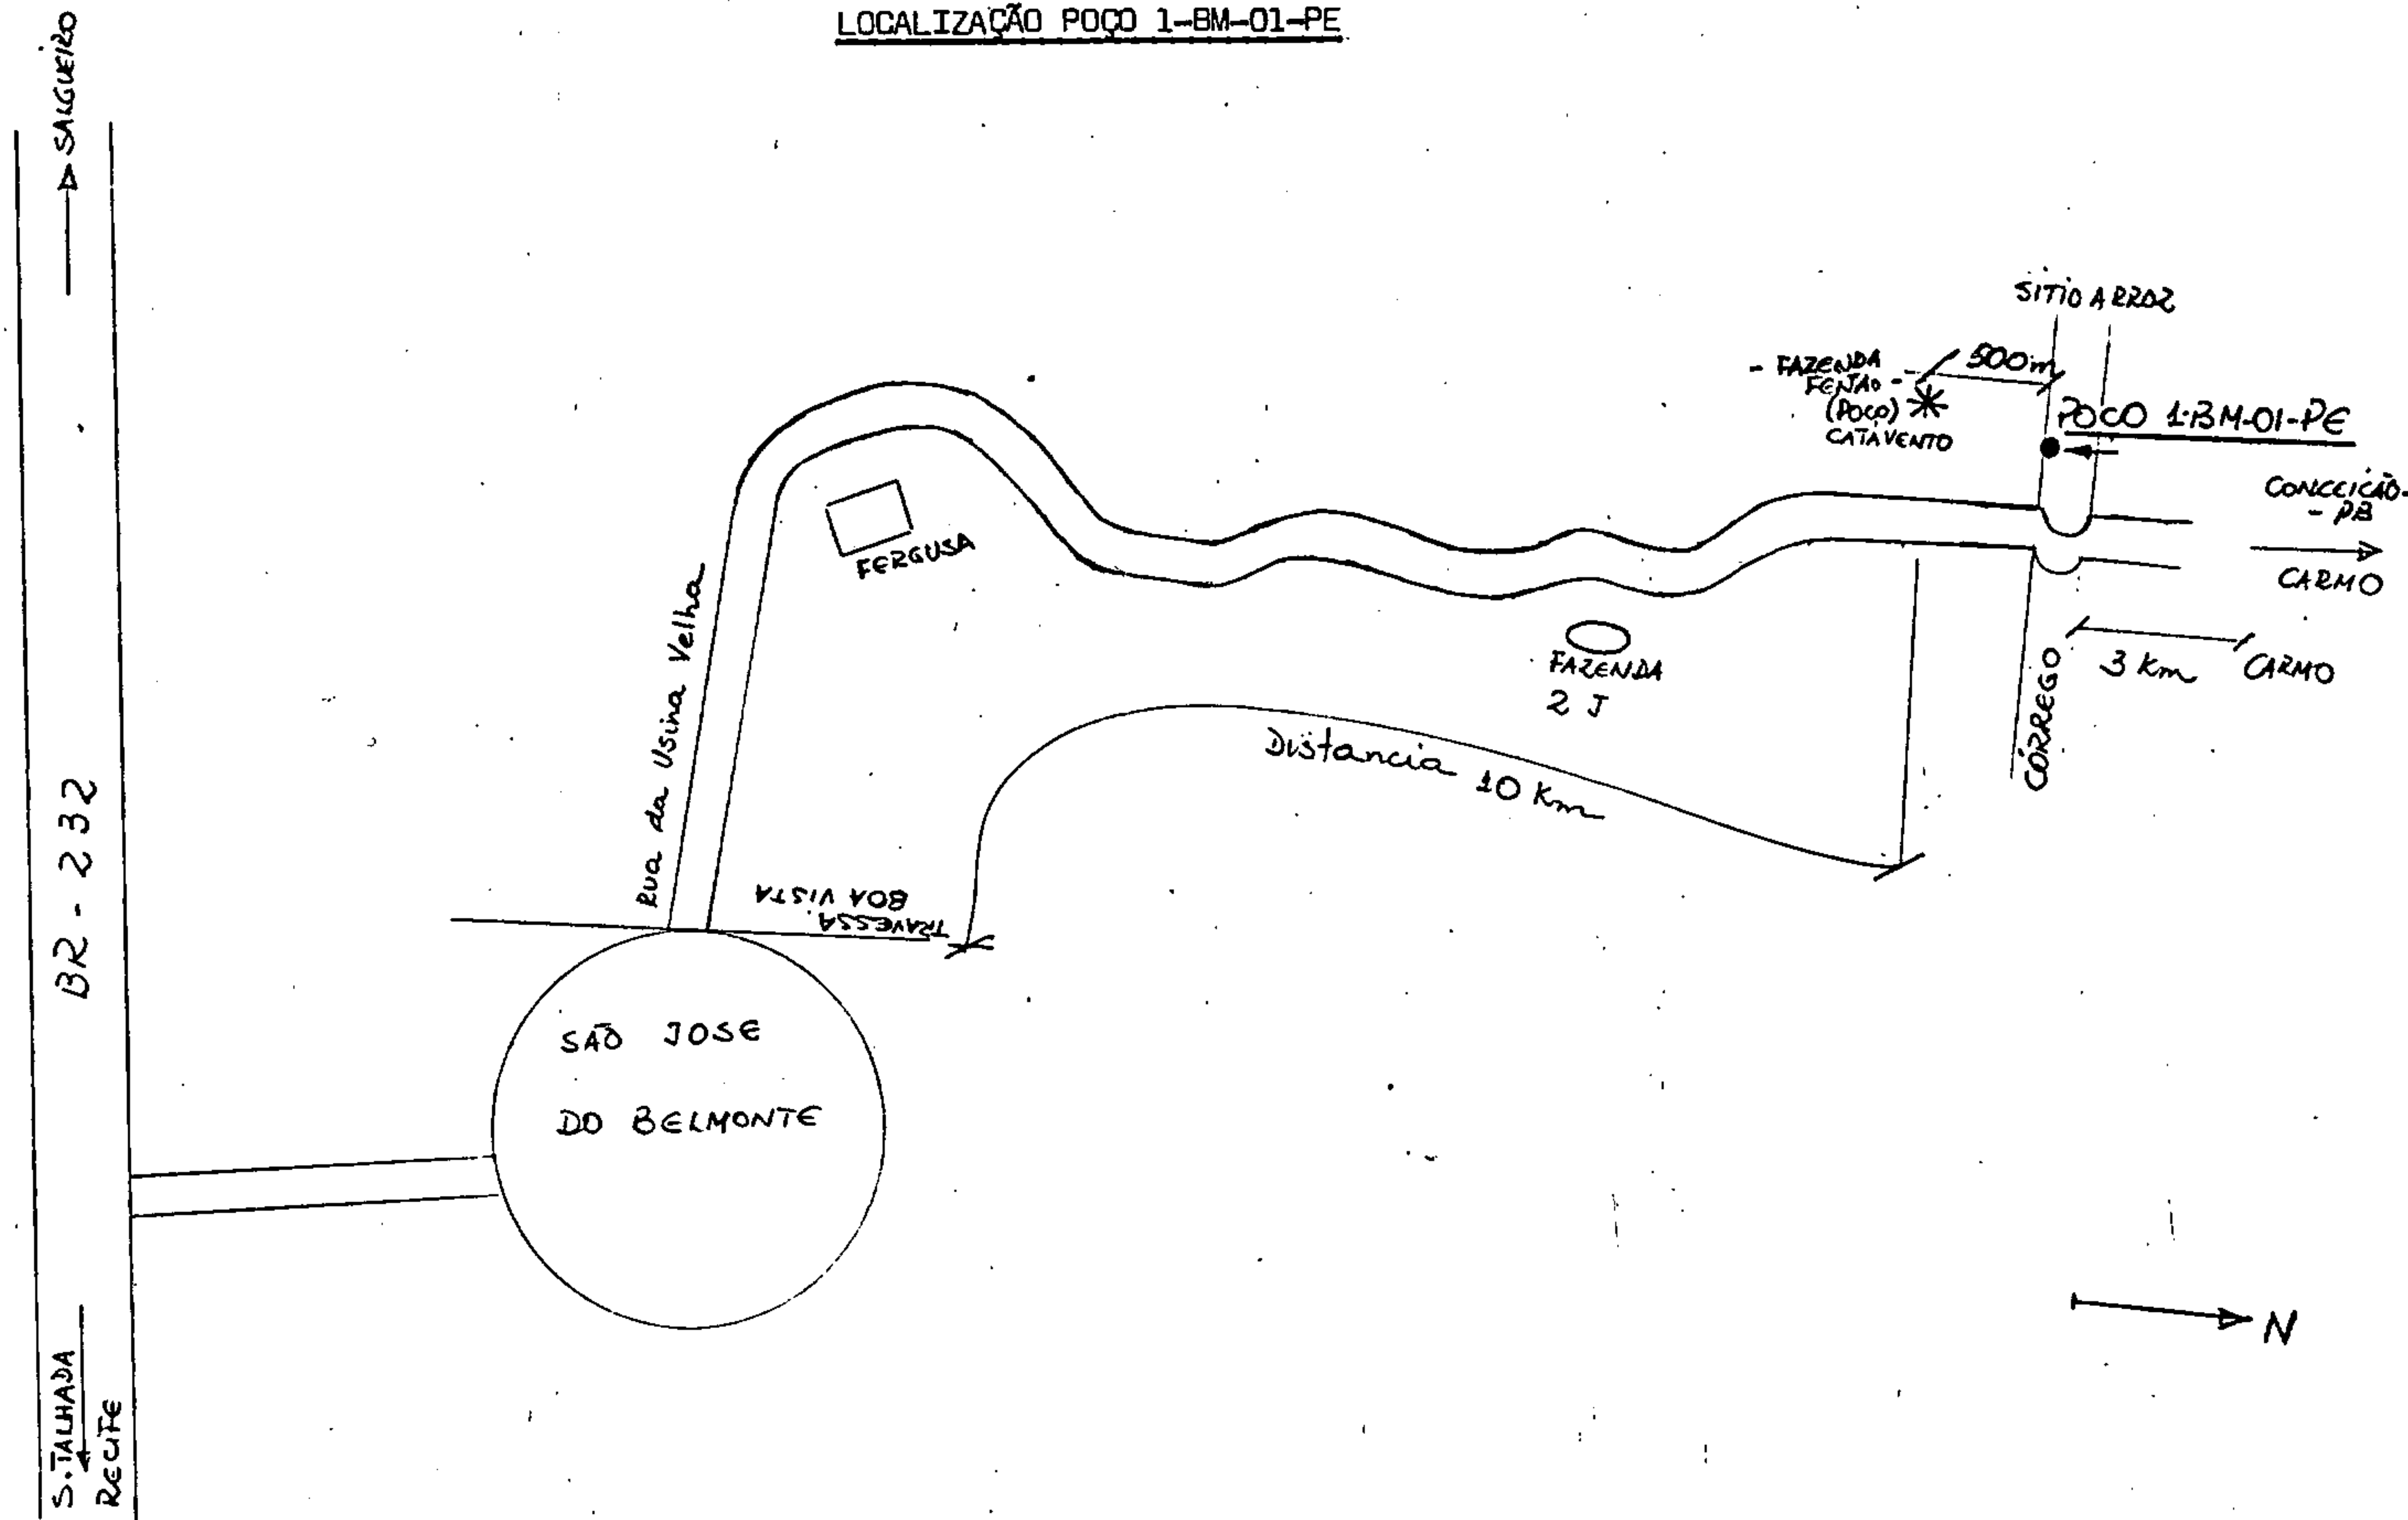 LOCALIZAÇÃO POÇO 1-BM-01-PE
SALGUEIRO
BR - 232
S. TALHADA
RECIFE
SITIO ARROZ
500m
- FAZENDA
FEIJÃO -
(POÇO)
CATAVENTO
POCO 1-BM-01-PE
CONCEICÃO-
- PB
CARMO
3 Km CARMO
CÓRREGO
FERGUSA
Rua da Usina Velha
FAZENDA
2 J
Distancia 10 Km
TRAVESSA
BOA VISTA
SÃO JOSE
DO BELMONTE
N